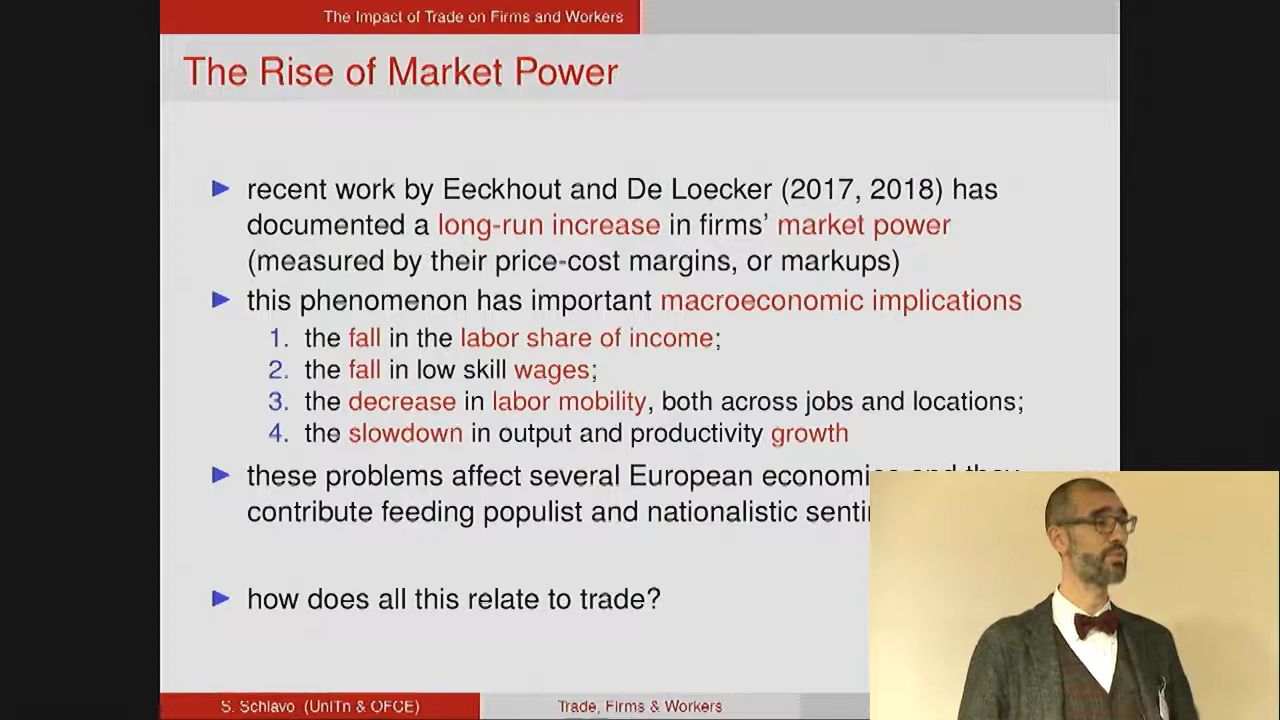 The Impact of Trade on Firms and Workers
The Rise of Market Power
► recent work by Eeckhout and De Loecker (2017, 2018) has
documented a long-run increase in firms' market power
(measured by their price-cost margins, or markups)
► this phenomenon has important macroeconomic implications
1. the fall in the labor share of income;
2. the fall in low skill wages;
3. the decrease in labor mobility, both across jobs and locations;
4. the slowdown in output and productivity growth
► these problems affect several European economies and they
contribute feeding populist and nationalistic
► how does all this relate to trade?
S. Schiavo (UniTn & OFCE)
Trade, Firms & Workers